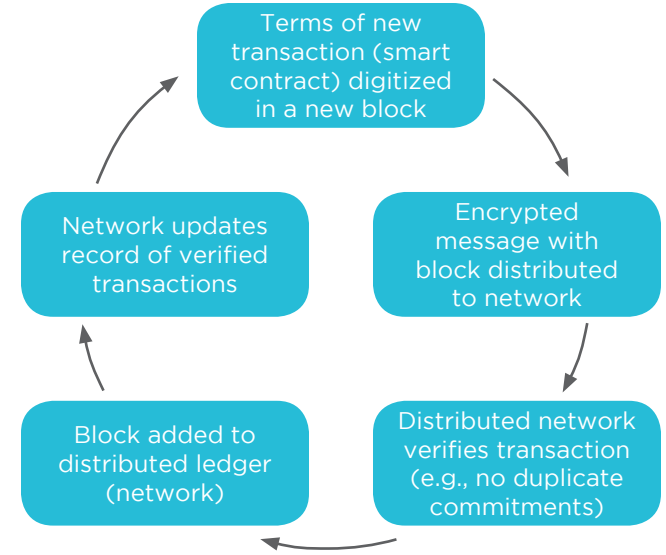 Terms of new
transaction (smart
contract) digitized
in a new block
Encrypted
message with
block distributed
to network
Distributed network
verifies transaction
(e.g., no duplicate
commitments)
Block added to
distributed ledger
(network)
Network updates
record of verified
transactions